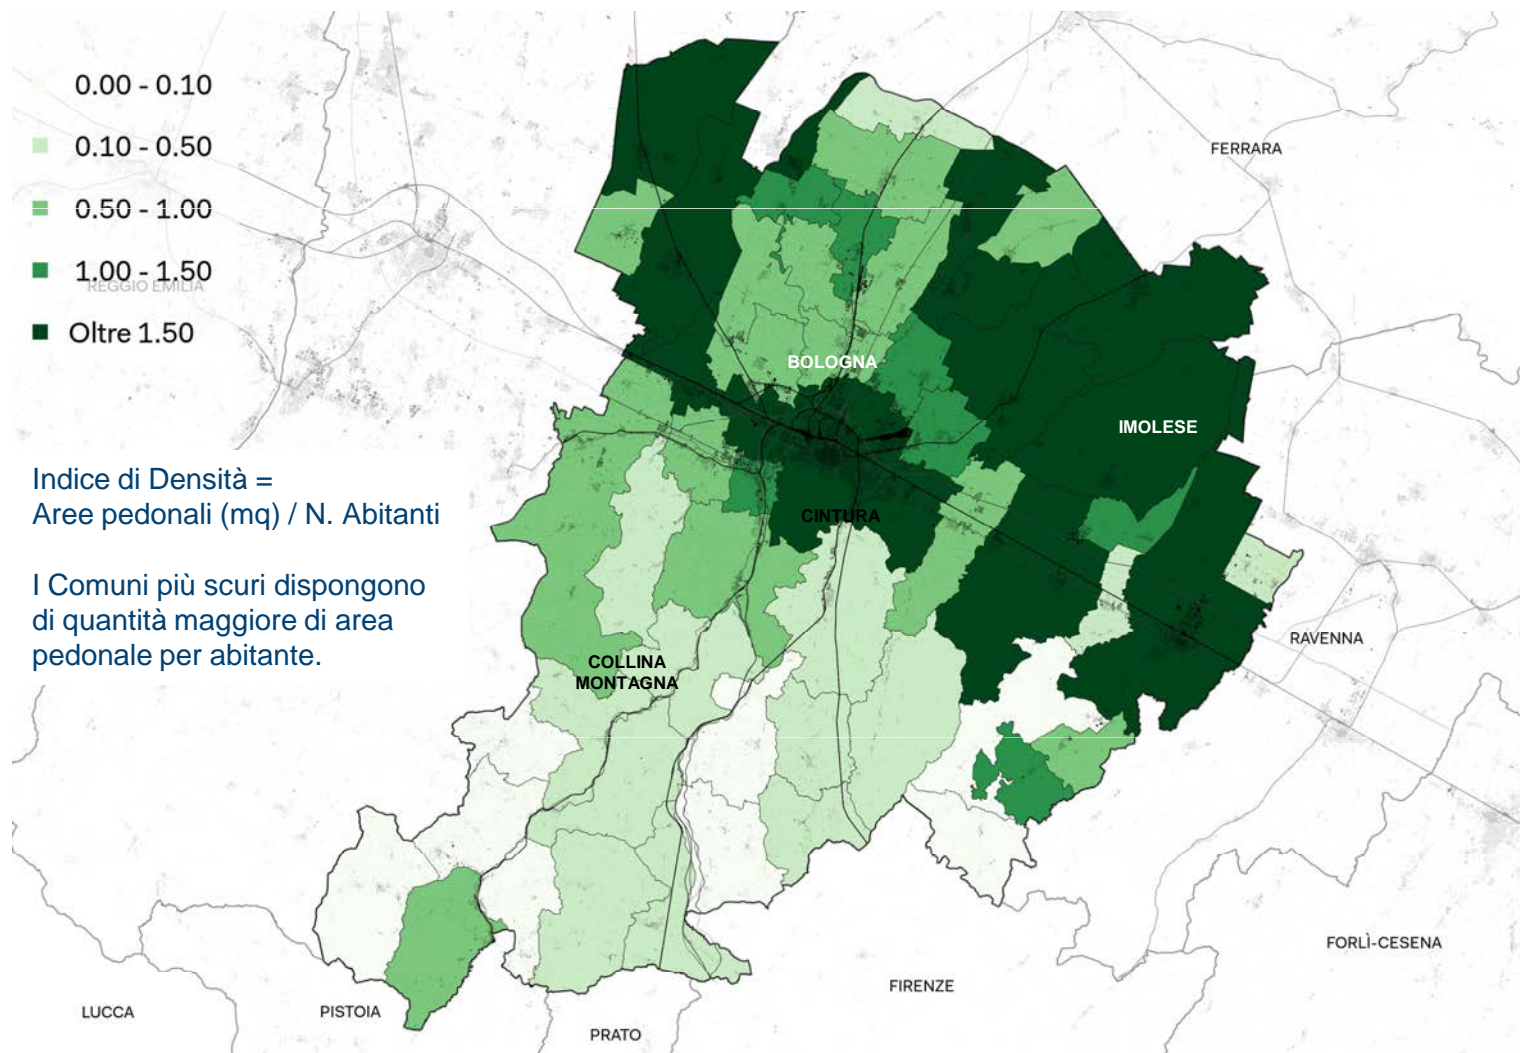 0.00 - 0.10
0.10 - 0.50
0.50 - 1.00
1.00 - 1.50
REGGIO EMILIA
Oltre 1.50
Indice di Densità =
Aree pedonali (mq) / N. Abitanti
I Comuni più scuri dispongono
di quantità maggiore di area
pedonale per abitante.
FERRARA
BOLOGNA
IMOLESE
CINTURA
COLLINA
MONTAGNA
RAVENNA
FORLÌ-CESENA
FIRENZE
PRATO
PISTOIA
LUCCA